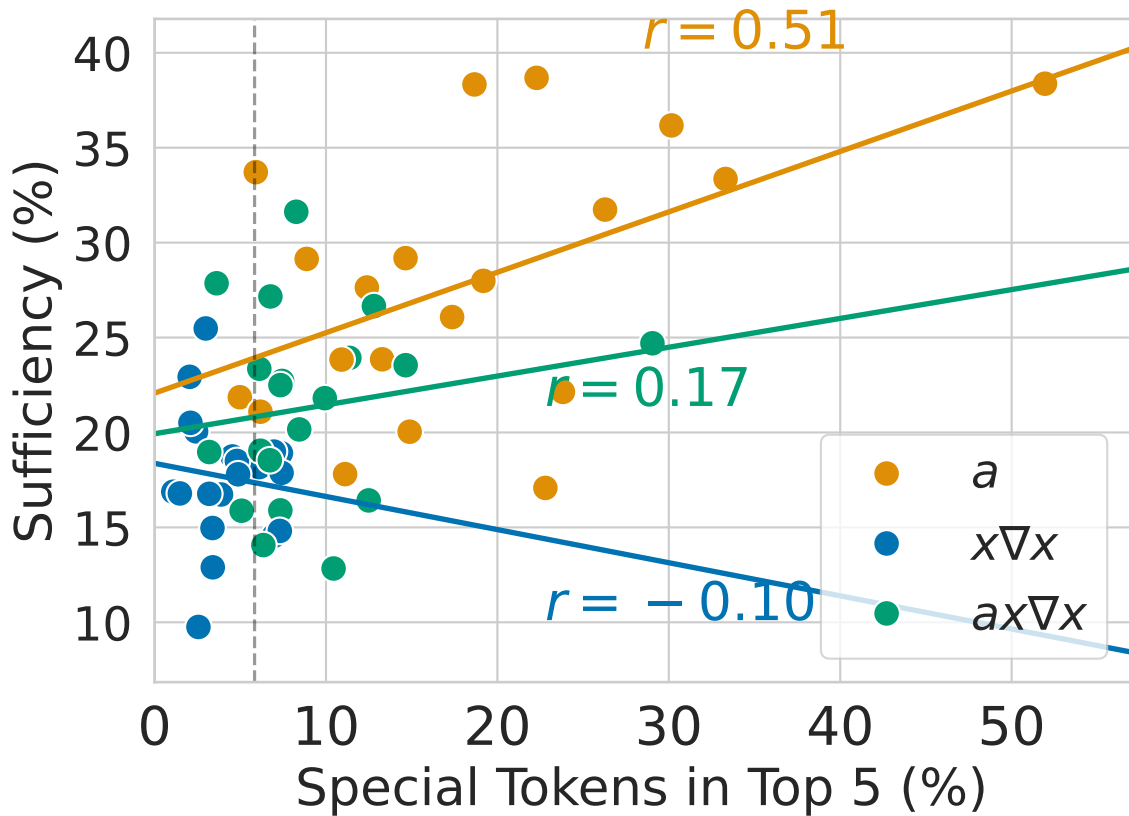 r = 0.51
40
35
30
25
20
15
10
Sufficiency (%)
r = 0.17
r = −0.10
a
x∇x
ax∇x
0 10 20 30 40 50
Special Tokens in Top 5 (%)